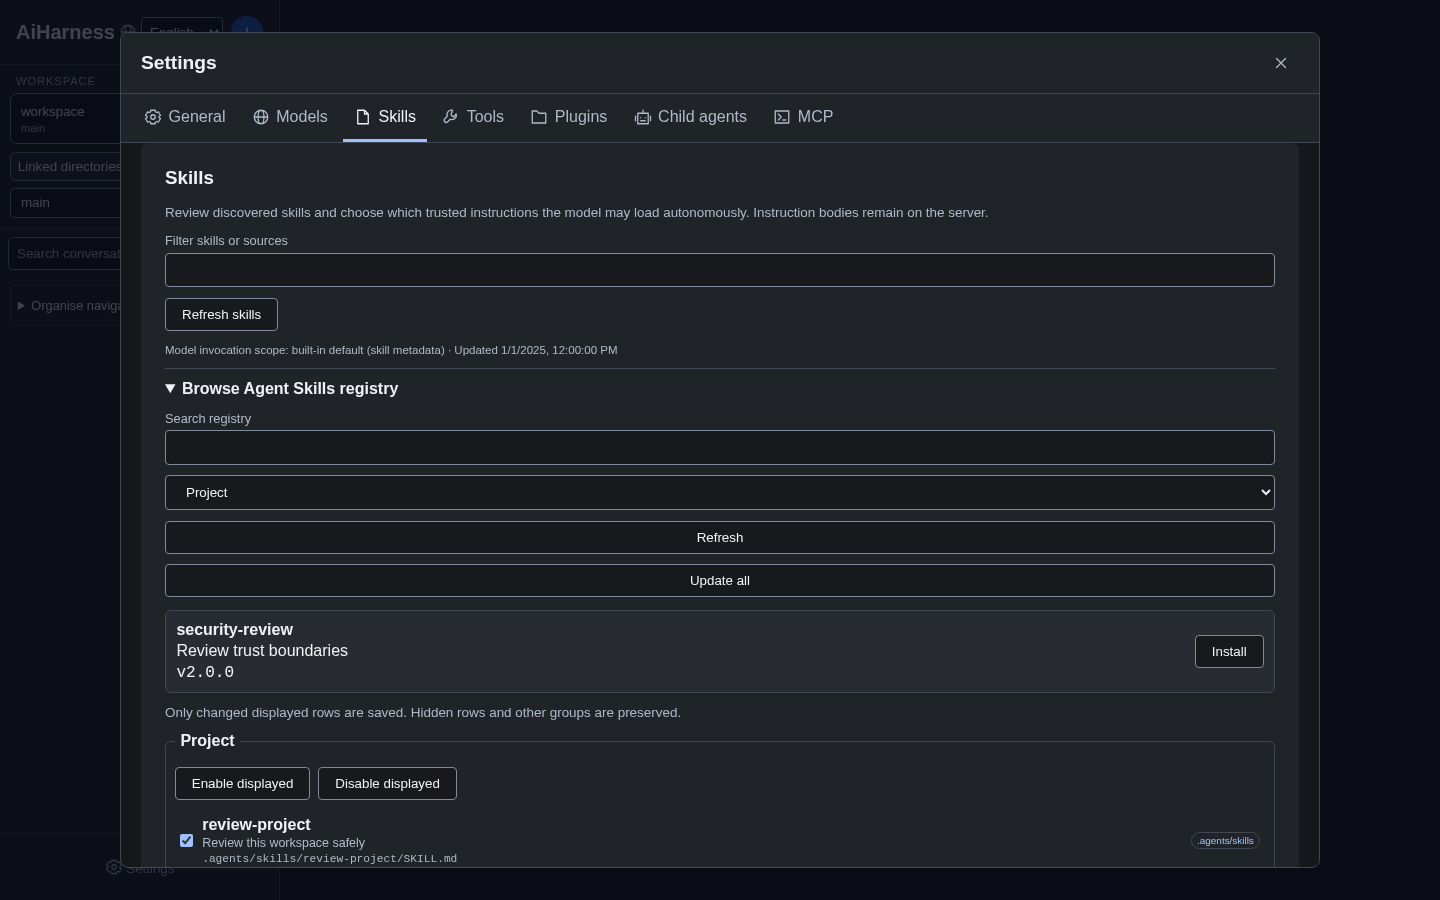 AiHarness
English
WORKSPACE
workspace
main
Linked directories
main
Search conversat
Organise naviga
Settings
Settings
General
Models
Skills
Tools
Plugins
Child agents
MCP
Skills
Review discovered skills and choose which trusted instructions the model may load autonomously. Instruction bodies remain on the server.
Filter skills or sources
Refresh skills
Model invocation scope: built-in default (skill metadata) · Updated 1/1/2025, 12:00:00 PM
Browse Agent Skills registry
Search registry
Project
Refresh
Update all
security-review
Review trust boundaries
v2.0.0
Install
Only changed displayed rows are saved. Hidden rows and other groups are preserved.
Project
Enable displayed
Disable displayed
review-project
Review this workspace safely
.agents/skills/review-project/SKILL.md
.agents/skills